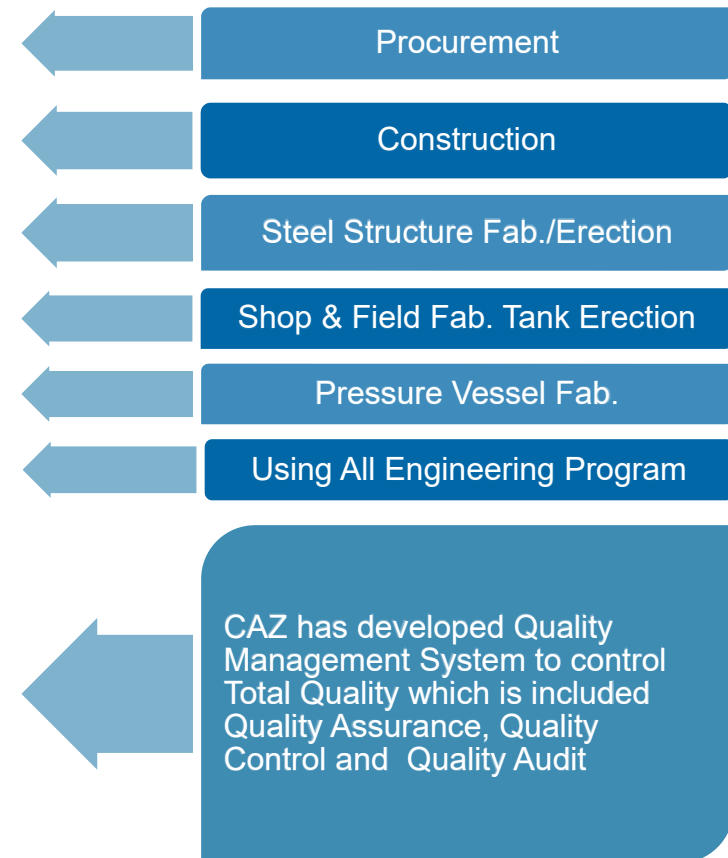 Procurement
Construction
Steel Structure Fab./Erection
Shop & Field Fab. Tank Erection
Pressure Vessel Fab.
Using All Engineering Program
CAZ has developed Quality
Management System to control
Total Quality which is included
Quality Assurance, Quality
Control and  Quality Audit